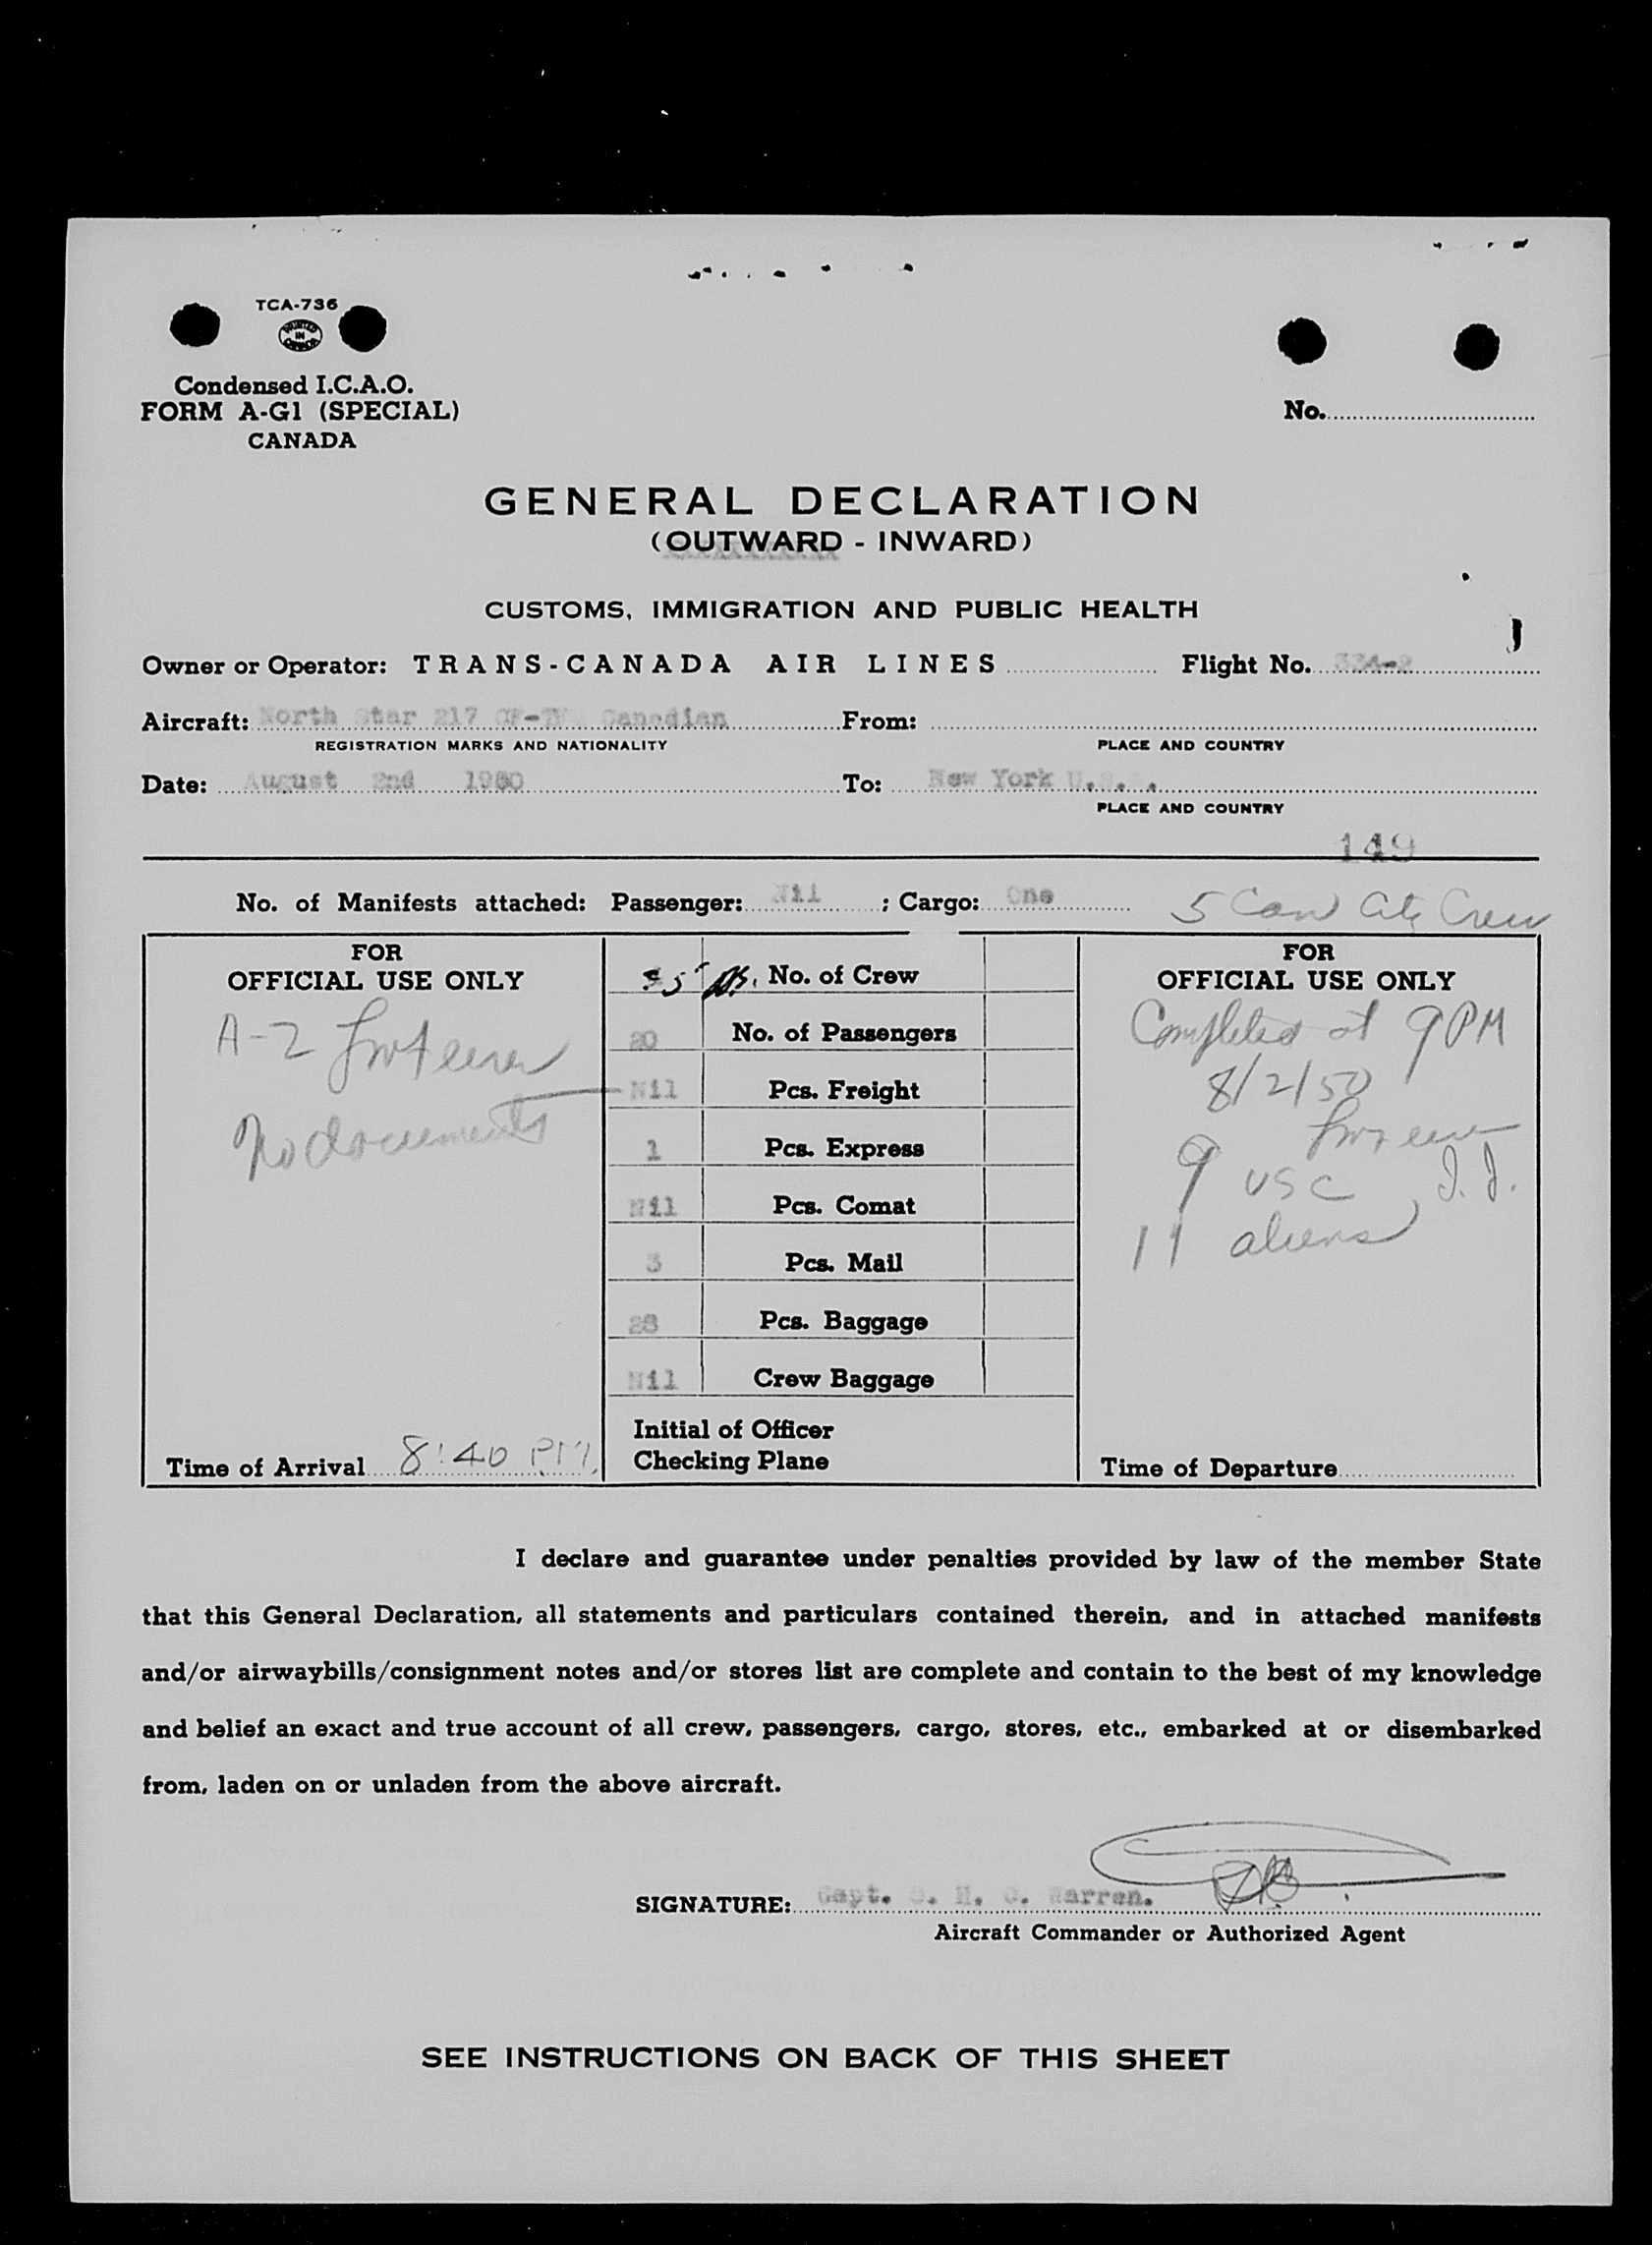 TCA-736
PRINTED IN CANADA
Condensed I.C.A.O.
FORM A-G1 (SPECIAL)
CANADA
No.
GENERAL DECLARATION
(OUTWARD - INWARD)
CUSTOMS, IMMIGRATION AND PUBLIC HEALTH
Owner or Operator: TRANS-CANADA AIR LINES Flight No.
Aircraft: North Star 217 Canadian From:
REGISTRATION MARKS AND NATIONALITY PLACE AND COUNTRY
Date: August 2nd 1950 To: New York U.S.A.
PLACE AND COUNTRY
149
No. of Manifests attached: Passenger: Nil ; Cargo: One 5 Can Crew
FOR
OFFICIAL USE ONLY
A-2
No documents
Time of Arrival 8:40 PM
5 No. of Crew
20 No. of Passengers
Nil Pcs. Freight
1 Pcs. Express
Nil Pcs. Comat
3 Pcs. Mail
28 Pcs. Baggage
Nil Crew Baggage
Initial of Officer
Checking Plane
FOR
OFFICIAL USE ONLY
Completed at 9PM
8/2/50
9 USC
11 aliens
Time of Departure
I declare and guarantee under penalties provided by law of the member State
that this General Declaration, all statements and particulars contained therein, and in attached manifests
and/or airwaybills/consignment notes and/or stores list are complete and contain to the best of my knowledge
and belief an exact and true account of all crew, passengers, cargo, stores, etc., embarked at or disembarked
from, laden on or unladen from the above aircraft.
SIGNATURE: Capt. H. G. Warren.
Aircraft Commander or Authorized Agent
SEE INSTRUCTIONS ON BACK OF THIS SHEET